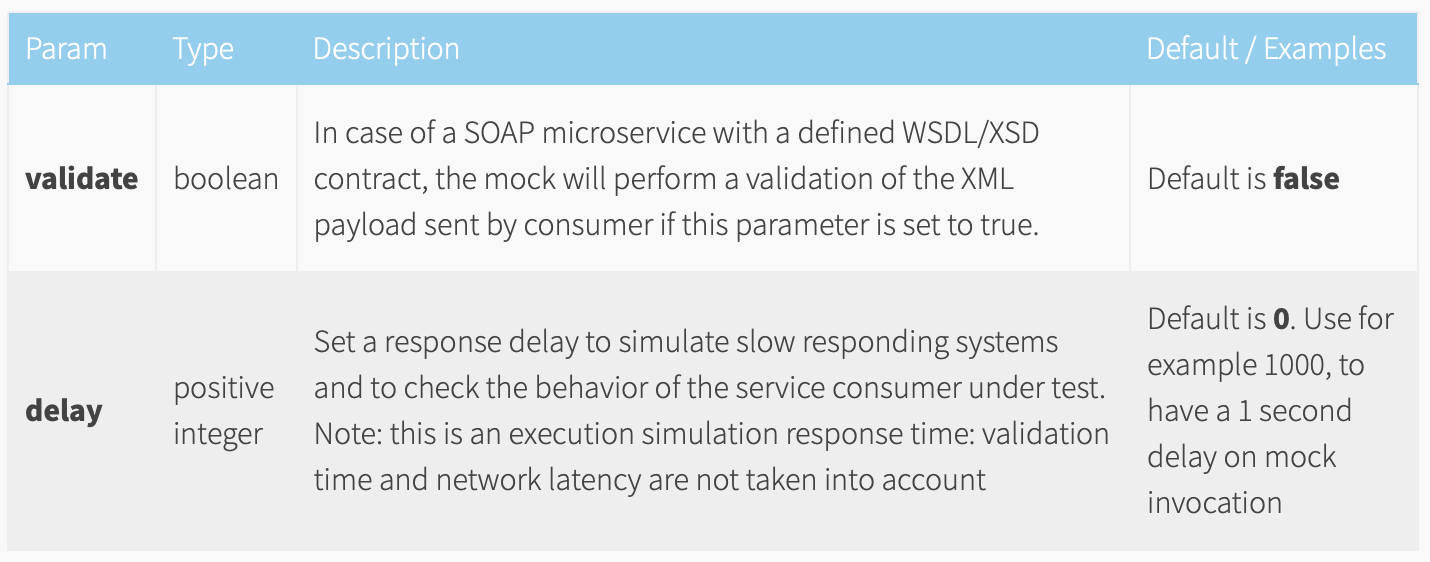 Param Type Description Default / Examples
validate
boolean
In case of a SOAP microservice with a defined WSDL/XSD
contract, the mock will perform a validation of the XML
payload sent by consumer if this parameter is set to true.
Default is false
delay
positive
integer
Set a response delay to simulate slow responding systems
and to check the behavior of the service consumer under test.
Note: this is an execution simulation response time: validation
time and network latency are not taken into account
Default is 0. Use for
example 1000, to
have a 1 second
delay on mock
invocation